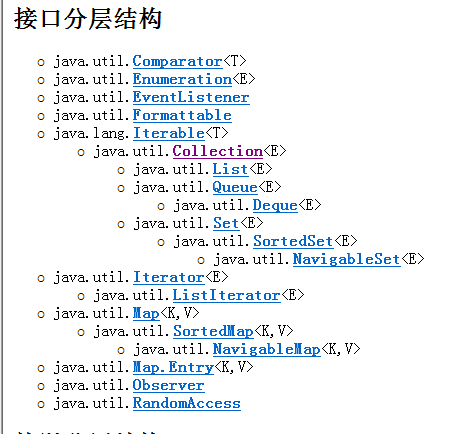 接口分层结构
java.util.Comparator<T>
java.util.Enumeration<E>
java.util.EventListener
java.util.Formattable
java.lang.Iterable<T>
java.util.Collection<E>
java.util.List<E>
java.util.Queue<E>
java.util.Deque<E>
java.util.Set<E>
java.util.SortedSet<E>
java.util.NavigableSet<E>
java.util.Iterator<E>
java.util.ListIterator<E>
java.util.Map<K,V>
java.util.SortedMap<K,V>
java.util.NavigableMap<K,V>
java.util.Map.Entry<K,V>
java.util.Observer
java.util.RandomAccess